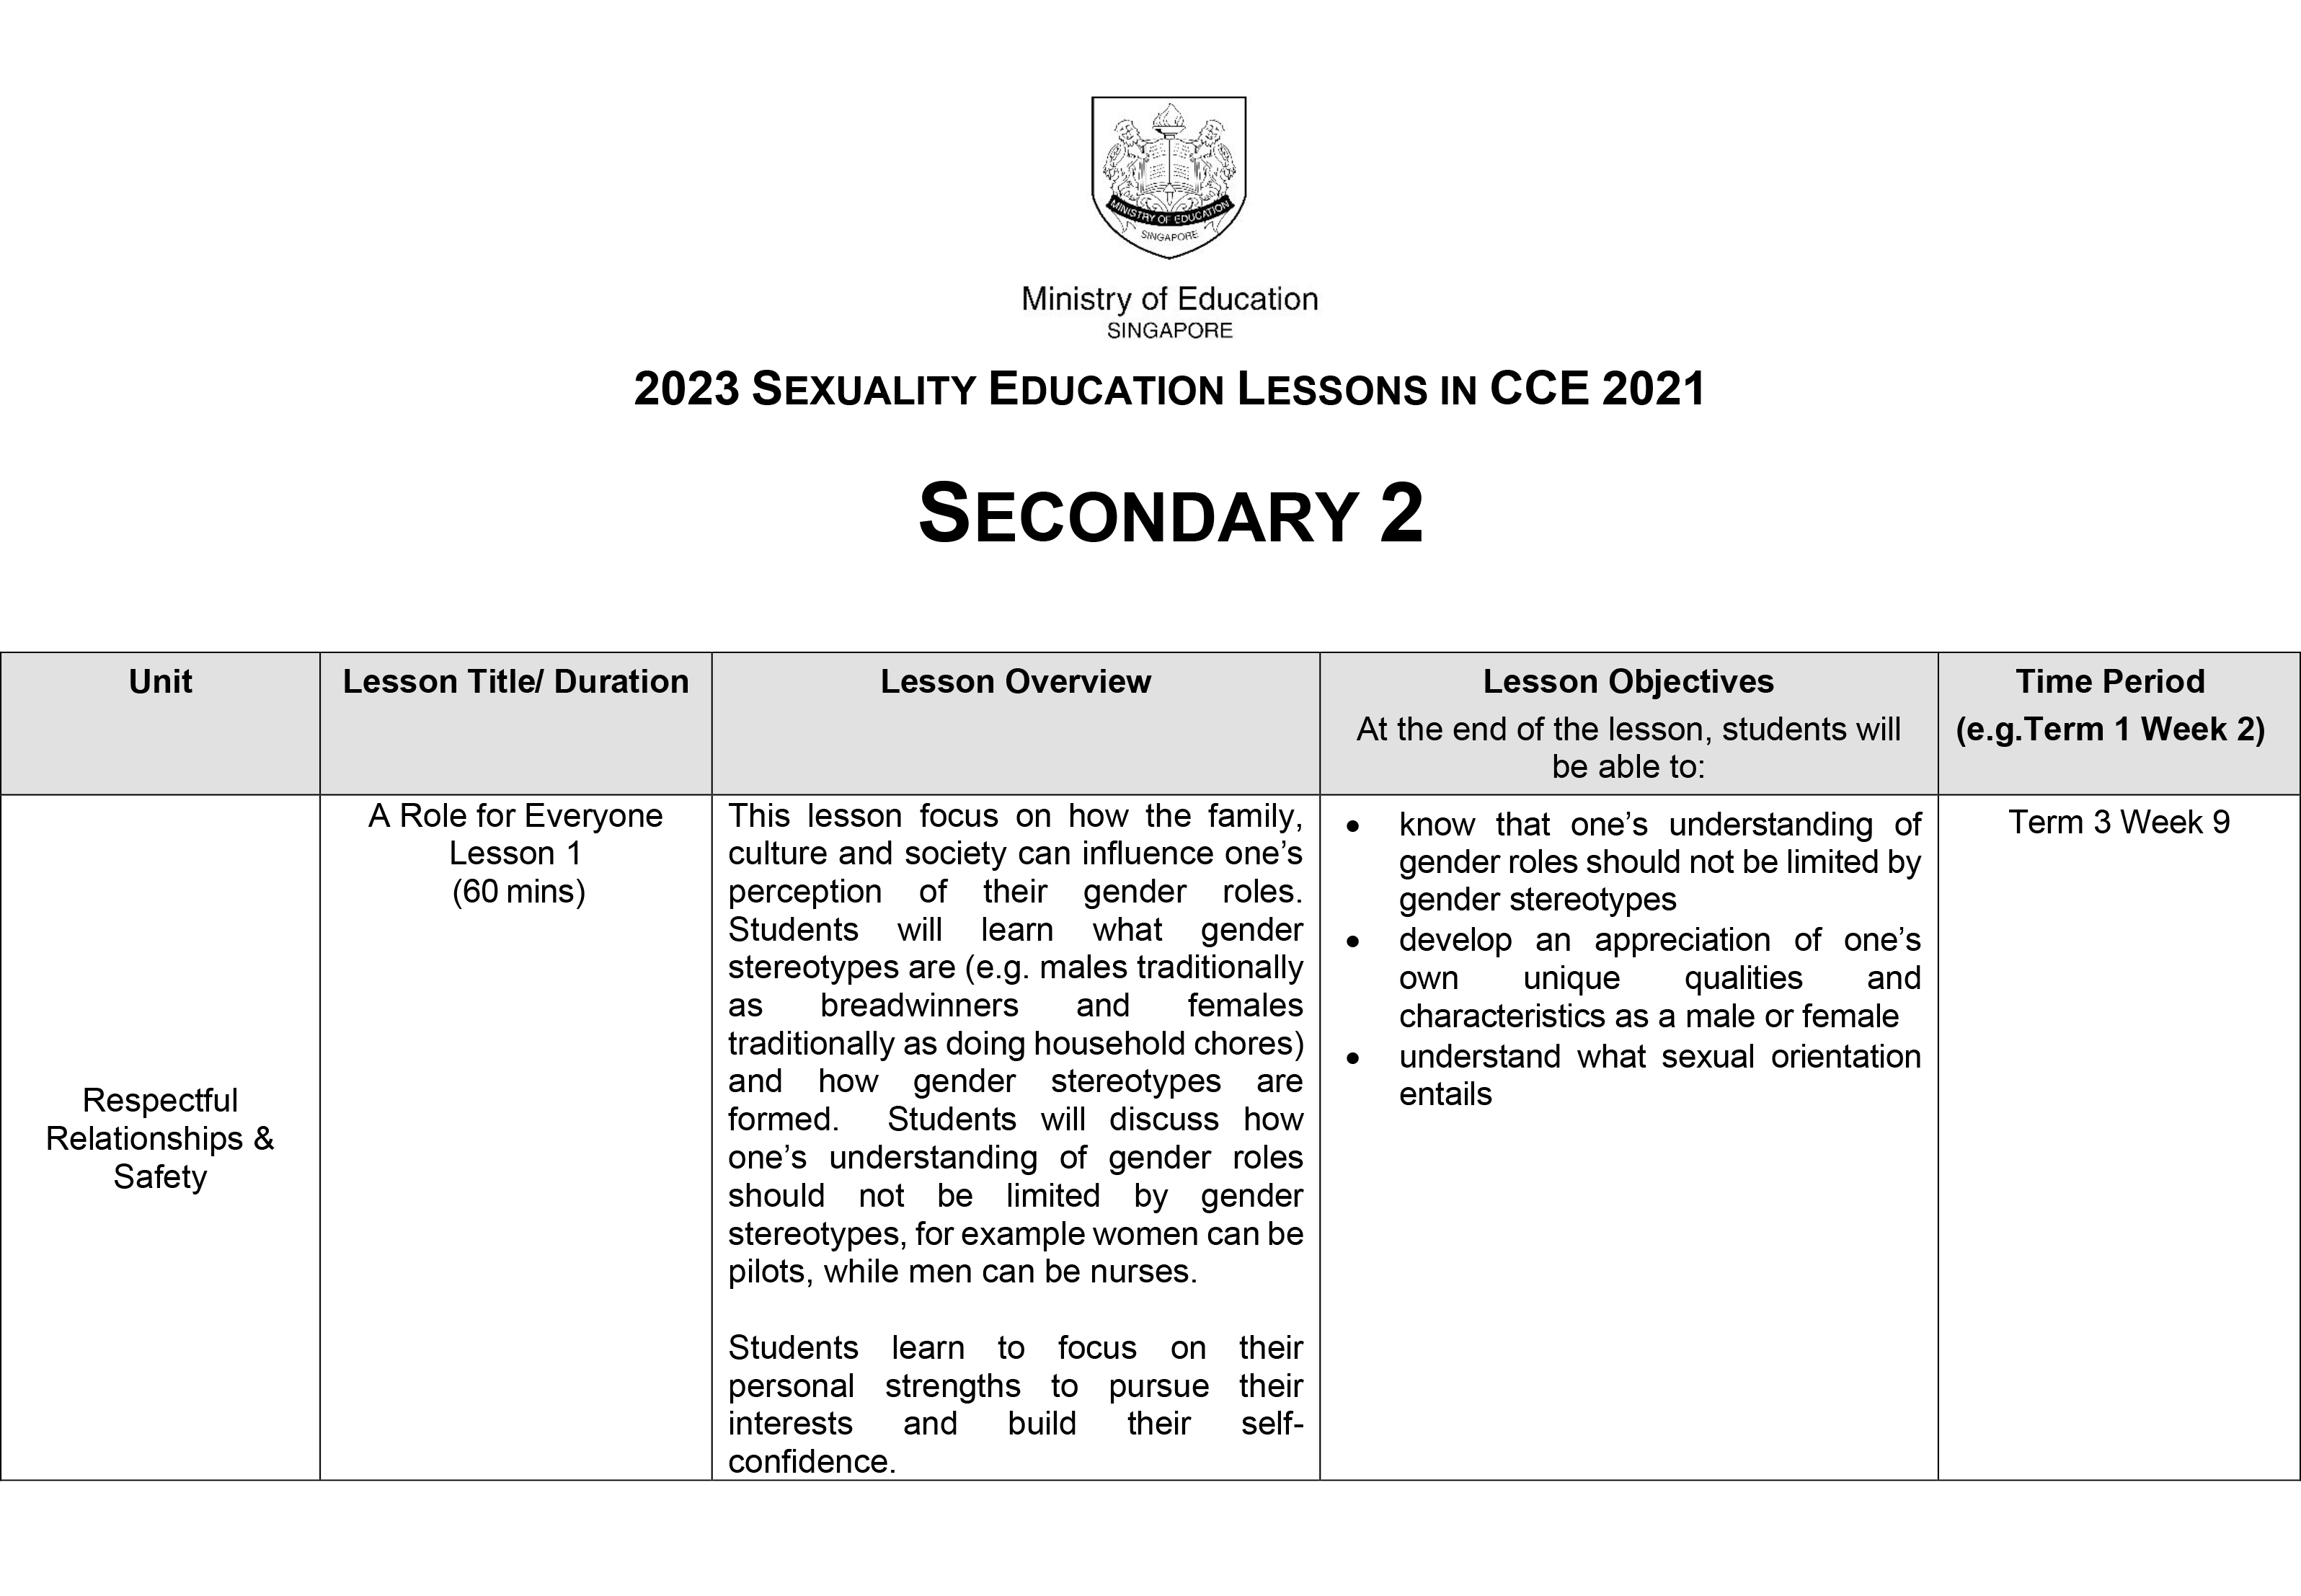 MINISTRY OF EDUCATION
SINGAPORE
Ministry of Education
SINGAPORE
2023 SEXUALITY EDUCATION LESSONS IN CCE 2021
SECONDARY 2
Unit
Lesson Title/ Duration
Lesson Overview
Lesson Objectives
At the end of the lesson, students will
be able to:
Time Period
(e.g.Term 1 Week 2)
Respectful
Relationships &
Safety
A Role for Everyone
Lesson 1
(60 mins)
This lesson focus on how the family,
culture and society can influence one’s
perception of their gender roles.
Students will learn what gender
stereotypes are (e.g. males traditionally
as breadwinners and females
traditionally as doing household chores)
and how gender stereotypes are
formed. Students will discuss how
one’s understanding of gender roles
should not be limited by gender
stereotypes, for example women can be
pilots, while men can be nurses.
Students learn to focus on their
personal strengths to pursue their
interests and build their self-
confidence.
• know that one’s understanding of
gender roles should not be limited by
gender stereotypes
• develop an appreciation of one’s
own unique qualities and
characteristics as a male or female
• understand what sexual orientation
entails
Term 3 Week 9